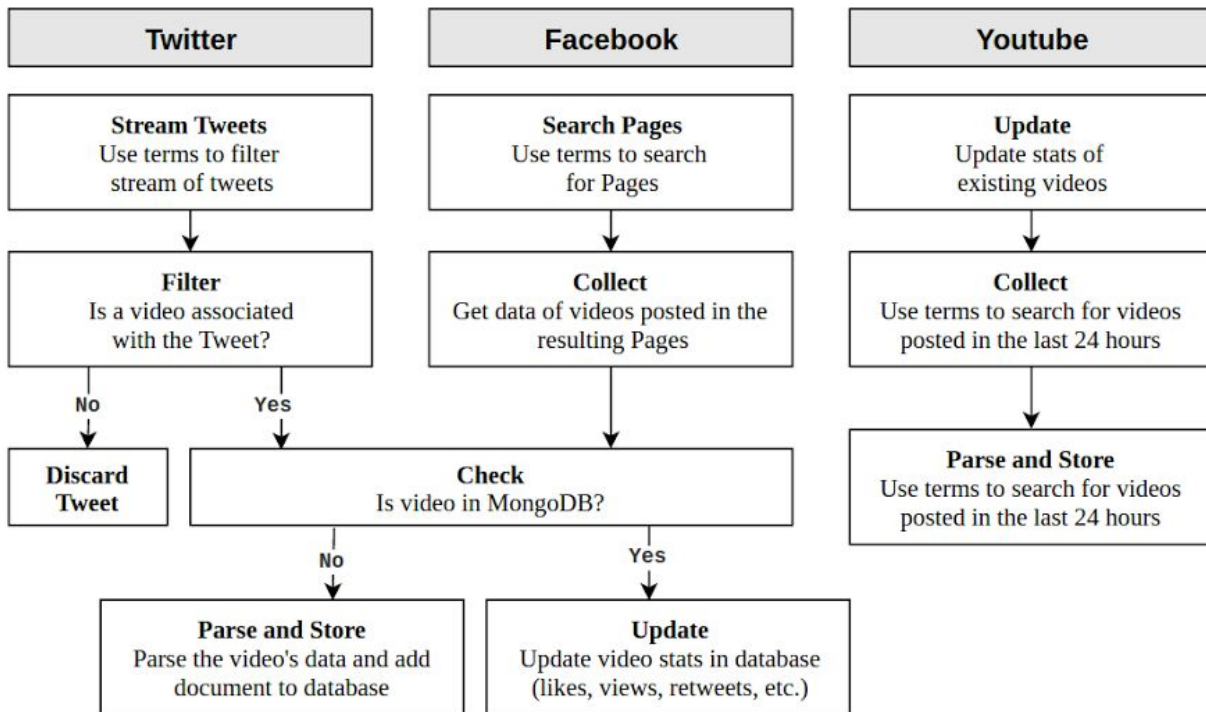 Twitter
Facebook
Youtube
Stream Tweets
Use terms to filter
stream of tweets
Search Pages
Use terms to search
for Pages
Update
Update stats of
existing videos
Filter
Is a video associated
with the Tweet?
Collect
Get data of videos posted in the
resulting Pages
Collect
Use terms to search for videos
posted in the last 24 hours
No
Yes
Discard
Tweet
Check
Is video in MongoDB?
Parse and Store
Use terms to search for videos
posted in the last 24 hours
No
Yes
Parse and Store
Parse the video's data and add
document to database
Update
Update video stats in database
(likes, views, retweets, etc.)